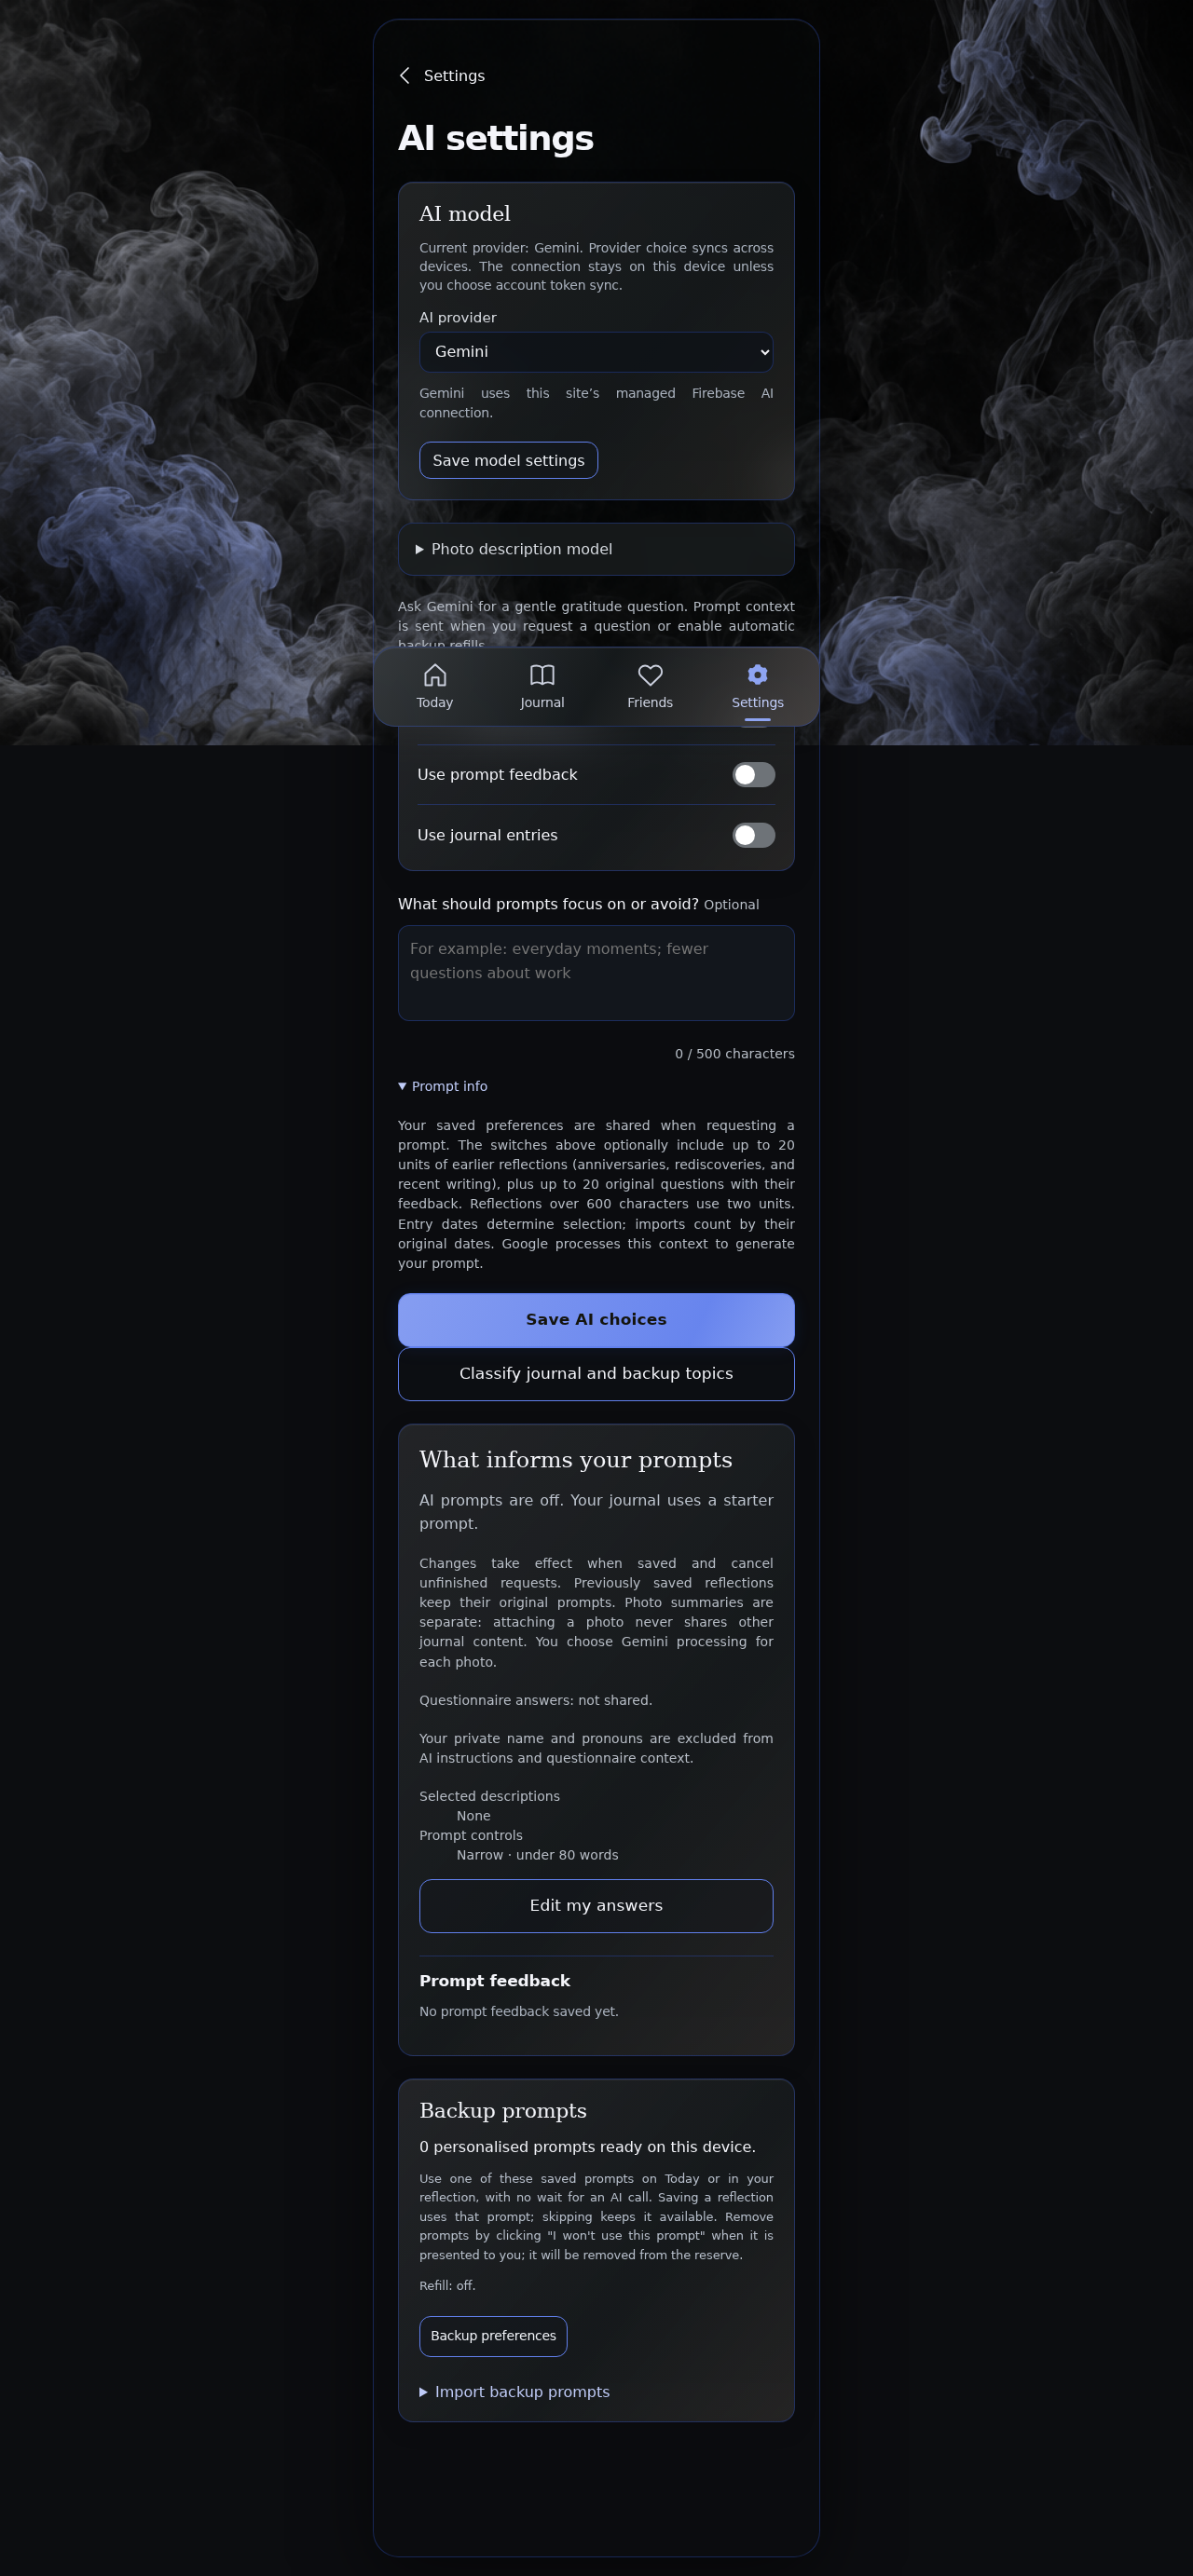 Settings
AI settings
AI model
Current provider: Gemini. Provider choice syncs across
devices. The connection stays on this device unless
you choose account token sync.
AI provider
Gemini
Gemini uses this site’s managed Firebase AI
connection.
Save model settings
Photo description model
Ask Gemini for a gentle gratitude question. Prompt context
is sent when you request a question or enable automatic
backup refills.
Today
Journal
Friends
Settings
Use prompt feedback
Use journal entries
What should prompts focus on or avoid? Optional
For example: everyday moments; fewer
questions about work
0 / 500 characters
Prompt info
Your saved preferences are shared when requesting a
prompt. The switches above optionally include up to 20
units of earlier reflections (anniversaries, rediscoveries, and
recent writing), plus up to 20 original questions with their
feedback. Reflections over 600 characters use two units.
Entry dates determine selection; imports count by their
original dates. Google processes this context to generate
your prompt.
Save AI choices
Classify journal and backup topics
What informs your prompts
AI prompts are off. Your journal uses a starter
prompt.
Changes take effect when saved and cancel
unfinished requests. Previously saved reflections
keep their original prompts. Photo summaries are
separate: attaching a photo never shares other
journal content. You choose Gemini processing for
each photo.
Questionnaire answers: not shared.
Your private name and pronouns are excluded from
AI instructions and questionnaire context.
Selected descriptions
None
Prompt controls
Narrow · under 80 words
Edit my answers
Prompt feedback
No prompt feedback saved yet.
Backup prompts
0 personalised prompts ready on this device.
Use one of these saved prompts on Today or in your
reflection, with no wait for an AI call. Saving a reflection
uses that prompt; skipping keeps it available. Remove
prompts by clicking "I won't use this prompt" when it is
presented to you; it will be removed from the reserve.
Refill: off.
Backup preferences
Import backup prompts